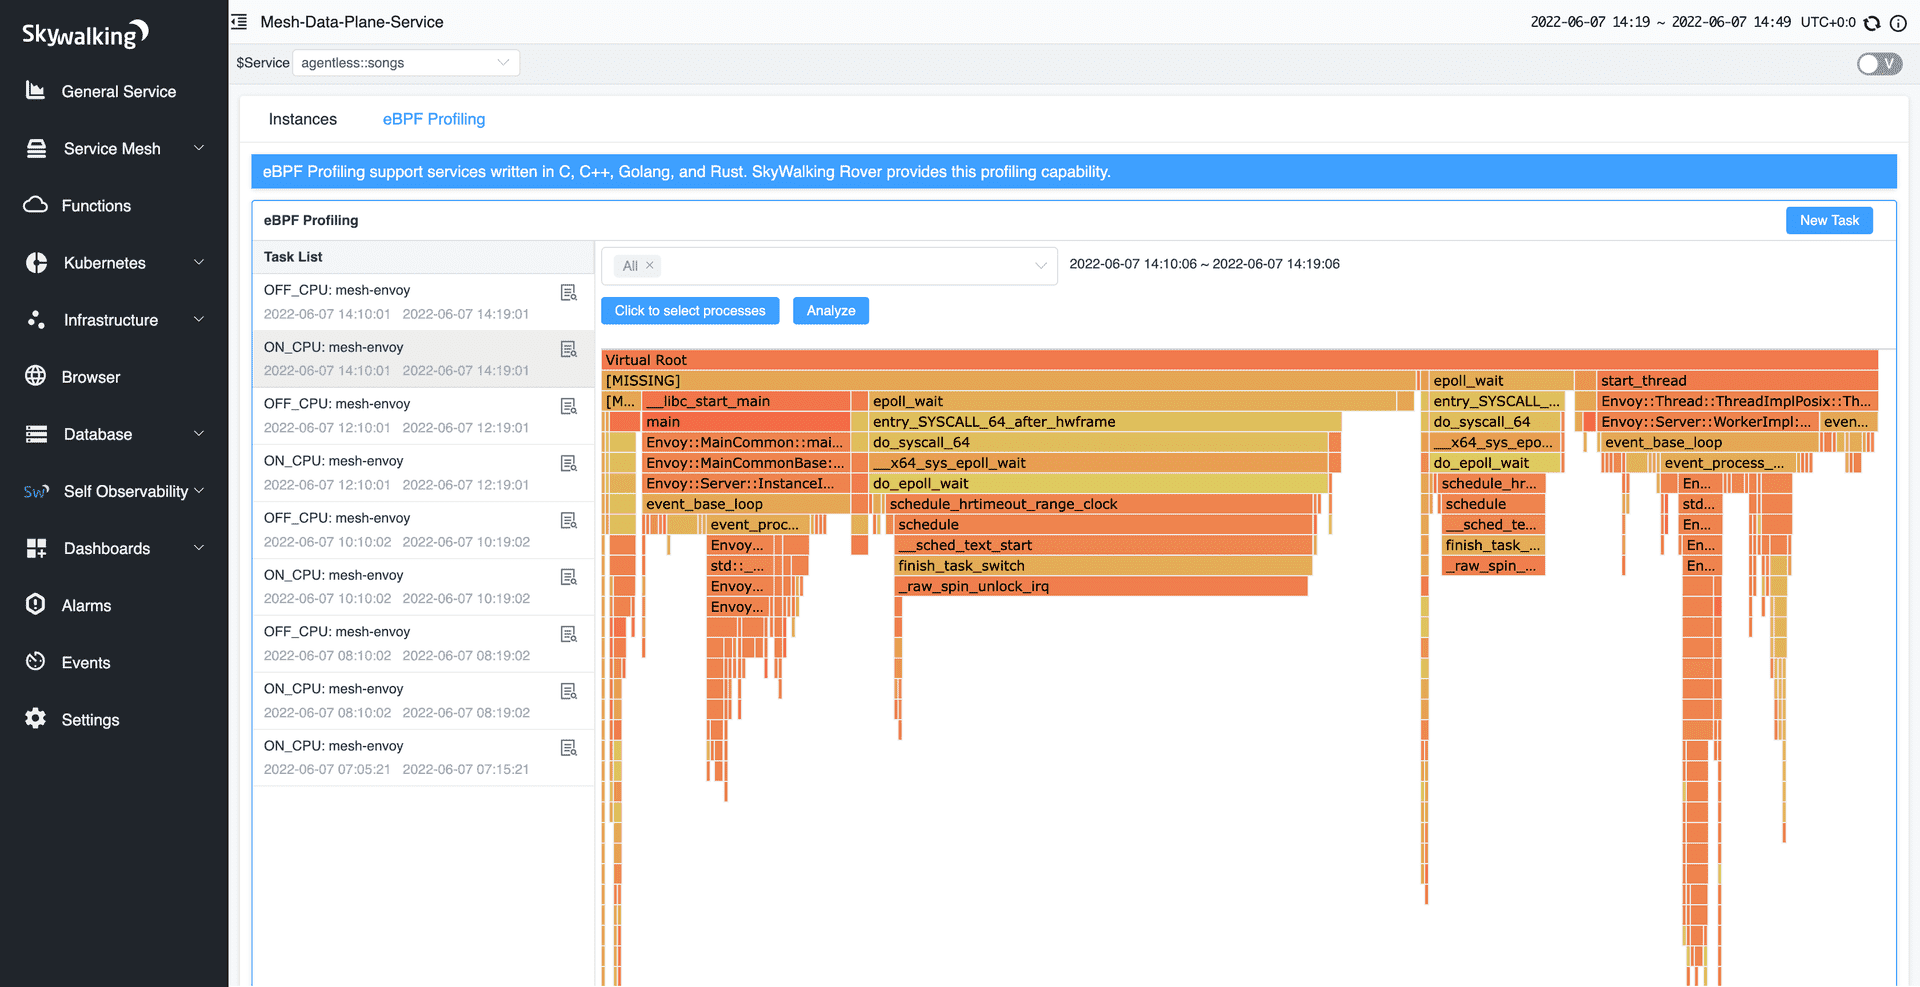 Skywalking
General Service
Service Mesh
Functions
Kubernetes
Infrastructure
Browser
Database
Sw Self Observability
Dashboards
Alarms
Events
Settings
Mesh-Data-Plane-Service
2022-06-07 14:19 ~ 2022-06-07 14:49 UTC+0:0
$Service agentless::songs
V
Instances eBPF Profiling
eBPF Profiling support services written in C, C++, Golang, and Rust. SkyWalking Rover provides this profiling capability.
eBPF Profiling
New Task
Task List
OFF_CPU: mesh-envoy
2022-06-07 14:10:01 2022-06-07 14:19:01
ON_CPU: mesh-envoy
2022-06-07 14:10:01 2022-06-07 14:19:01
OFF_CPU: mesh-envoy
2022-06-07 12:10:01 2022-06-07 12:19:01
ON_CPU: mesh-envoy
2022-06-07 12:10:01 2022-06-07 12:19:01
OFF_CPU: mesh-envoy
2022-06-07 10:10:02 2022-06-07 10:19:02
ON_CPU: mesh-envoy
2022-06-07 10:10:02 2022-06-07 10:19:02
OFF_CPU: mesh-envoy
2022-06-07 08:10:02 2022-06-07 08:19:02
ON_CPU: mesh-envoy
2022-06-07 08:10:02 2022-06-07 08:19:02
ON_CPU: mesh-envoy
2022-06-07 07:05:21 2022-06-07 07:15:21
All × 2022-06-07 14:10:06 ~ 2022-06-07 14:19:06
Click to select processes Analyze
Virtual Root
[MISSING] epoll_wait start_thread
[M... __libc_start_main epoll_wait entry_SYSCALL_... Envoy::Thread::ThreadImplPosix::Th...
main entry_SYSCALL_64_after_hwframe do_syscall_64 Envoy::Server::WorkerImpl:... even...
Envoy::MainCommon::mai... do_syscall_64 __x64_sys_epo... event_base_loop
Envoy::MainCommonBase:... __x64_sys_epoll_wait do_epoll_wait event_process_...
Envoy::Server::InstanceI... do_epoll_wait schedule_hr... En...
event_base_loop schedule_hrtimeout_range_clock schedule std...
event_proc... schedule __sched_te... En...
Envoy... __sched_text_start finish_task_... En...
std::_... finish_task_switch _raw_spin_... En...
Envoy... _raw_spin_unlock_irq
Envoy...